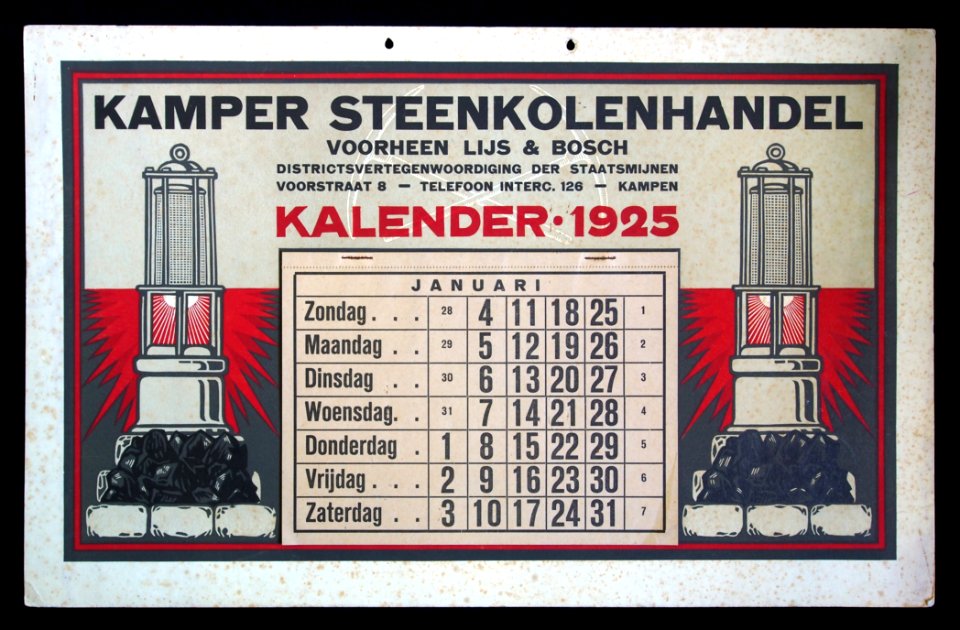 KAMPER STEENKOLENHANDEL
VOORHEEN LIJS & BOSCH
DISTRICTSVERTEGENWOORDIGING DER STAATSMIJNEN
VOORSTRAAT 8 — TELEFOON INTERC. 126 — KAMPEN
KALENDER · 1925
JANUARI
Zondag . . . 28 4 11 18 25 1
Maandag . . 29 5 12 19 26 2
Dinsdag . . 30 6 13 20 27 3
Woensdag. . 31 7 14 21 28 4
Donderdag . 1 8 15 22 29 5
Vrijdag . . . 2 9 16 23 30 6
Zaterdag . . 3 10 17 24 31 7